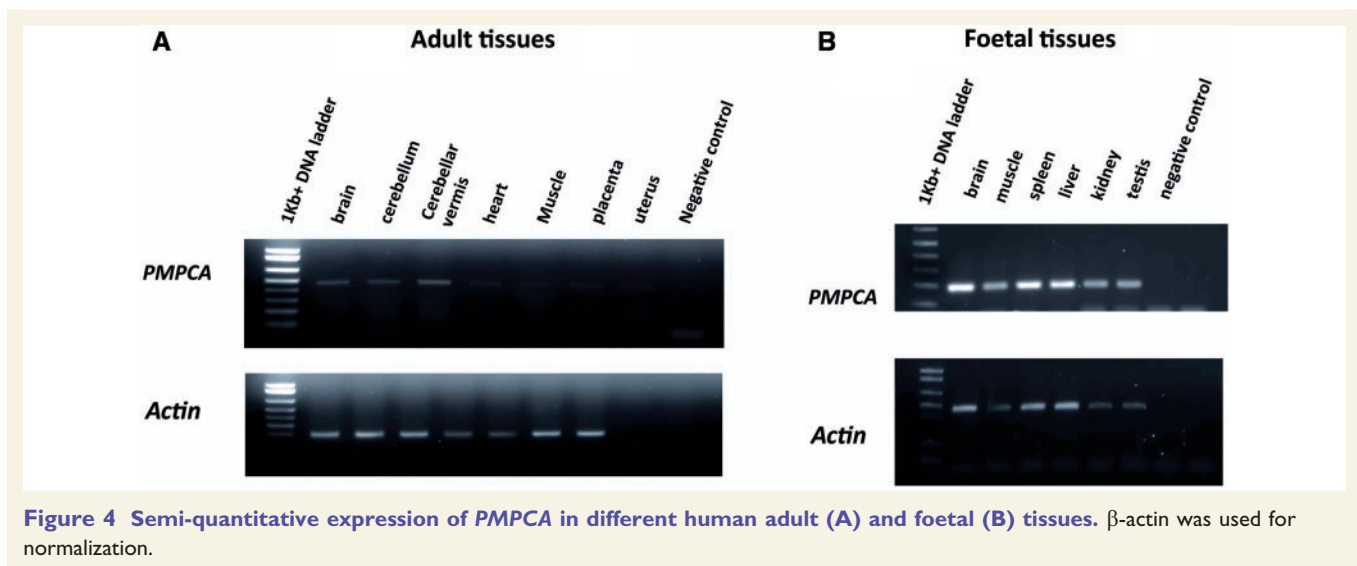 A
Adult tissues
1Kb+ DNA ladder
brain
cerebellum
Cerebellar
vermis
heart
Muscle
placenta
uterus
Negative control
PMPCA
Actin
B
Foetal tissues
1Kb+ DNA ladder
brain
muscle
spleen
liver
kidney
testis
negative control
PMPCA
Actin
Figure 4 Semi-quantitative expression of PMPCA in different human adult (A) and foetal (B) tissues. β-actin was used for
normalization.